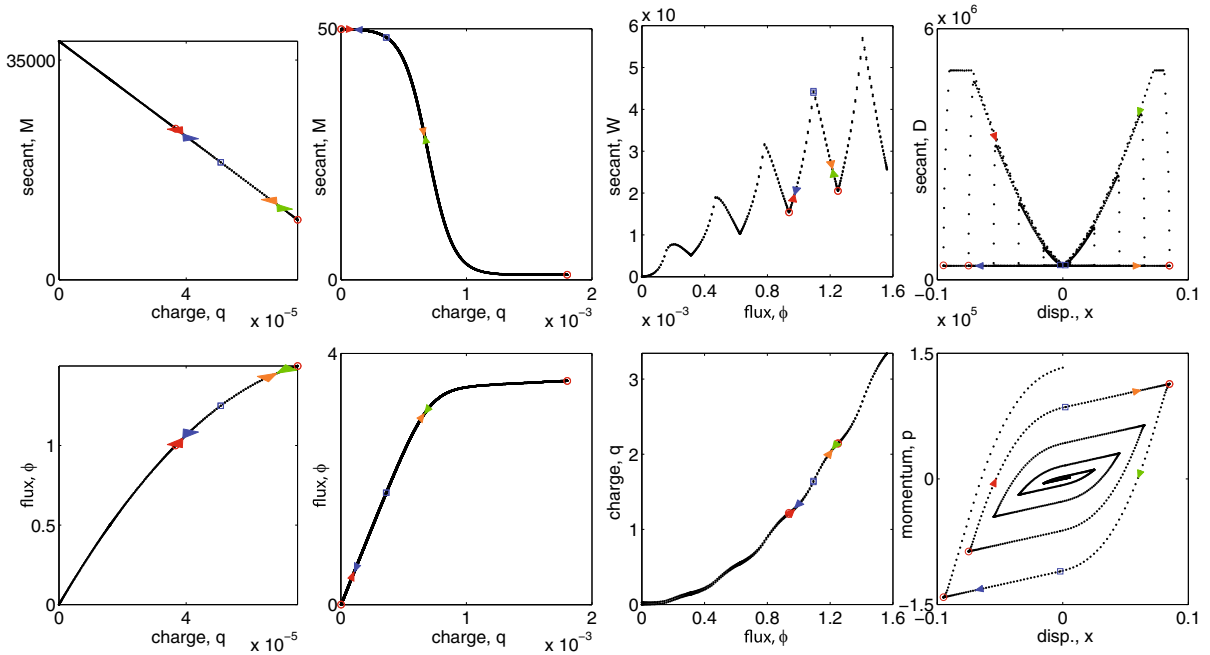 x 10
x 10⁶
35000
0
secant, M
0
4
charge, q
x 10⁻⁵
50
0
secant, M
0
1
2
charge, q
x 10⁻³
6
5
4
3
2
1
0
secant, W
0
0.4
0.8
1.2
1.6
flux, ϕ
6
0
secant, D
−0.1
0
0.1
disp., x
1
0.5
0
flux, ϕ
0
4
charge, q
x 10⁻⁵
4
0
flux, ϕ
0
1
2
charge, q
x 10⁻³
x 10⁻³
3
2
1
0
charge, q
0
0.4
0.8
1.2
1.6
flux, ϕ
x 10⁵
1.5
0
−1.5
momentum, p
−0.1
0
0.1
disp., x